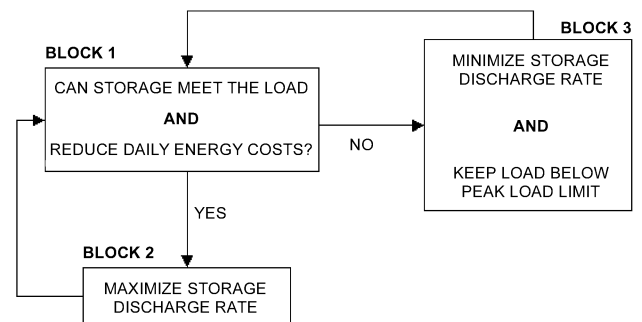 BLOCK 1
CAN STORAGE MEET THE LOAD
AND
REDUCE DAILY ENERGY COSTS?
NO
YES
BLOCK 2
MAXIMIZE STORAGE
DISCHARGE RATE
BLOCK 3
MINIMIZE STORAGE
DISCHARGE RATE
AND
KEEP LOAD BELOW
PEAK LOAD LIMIT